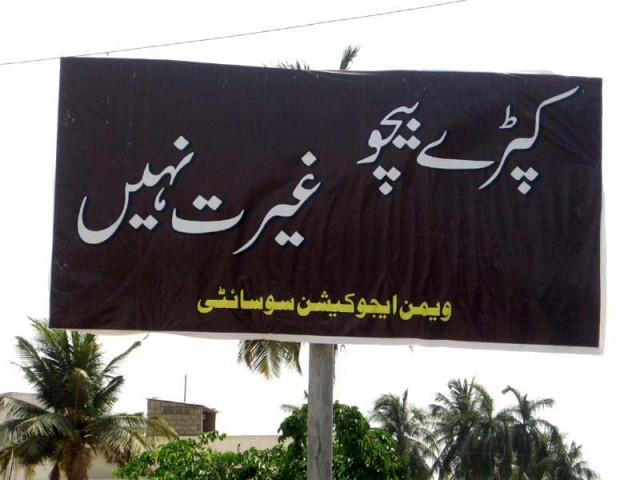 کپڑے بیچو
غیرت نہیں
ویمن ایجوکیشن سوسائٹی